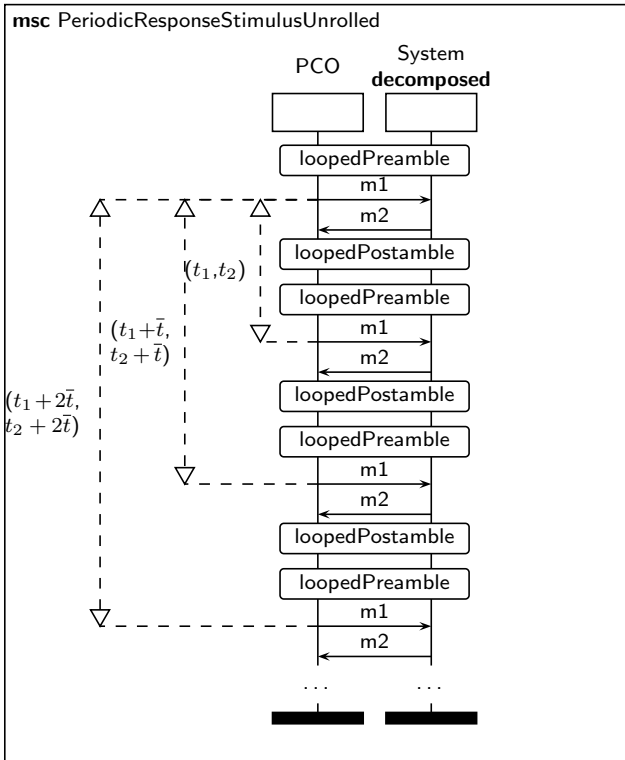 msc PeriodicResponseStimulusUnrolled
System
PCO
decomposed
loopedPreamble
m1
m2
loopedPostamble
(t₁,t₂)
loopedPreamble
(t₁+t̄,
m1
t₂ + t̄)
m2
loopedPostamble
(t₁ + 2t̄,
t₂ + 2t̄)
loopedPreamble
m1
m2
loopedPostamble
loopedPreamble
m1
m2
... ...